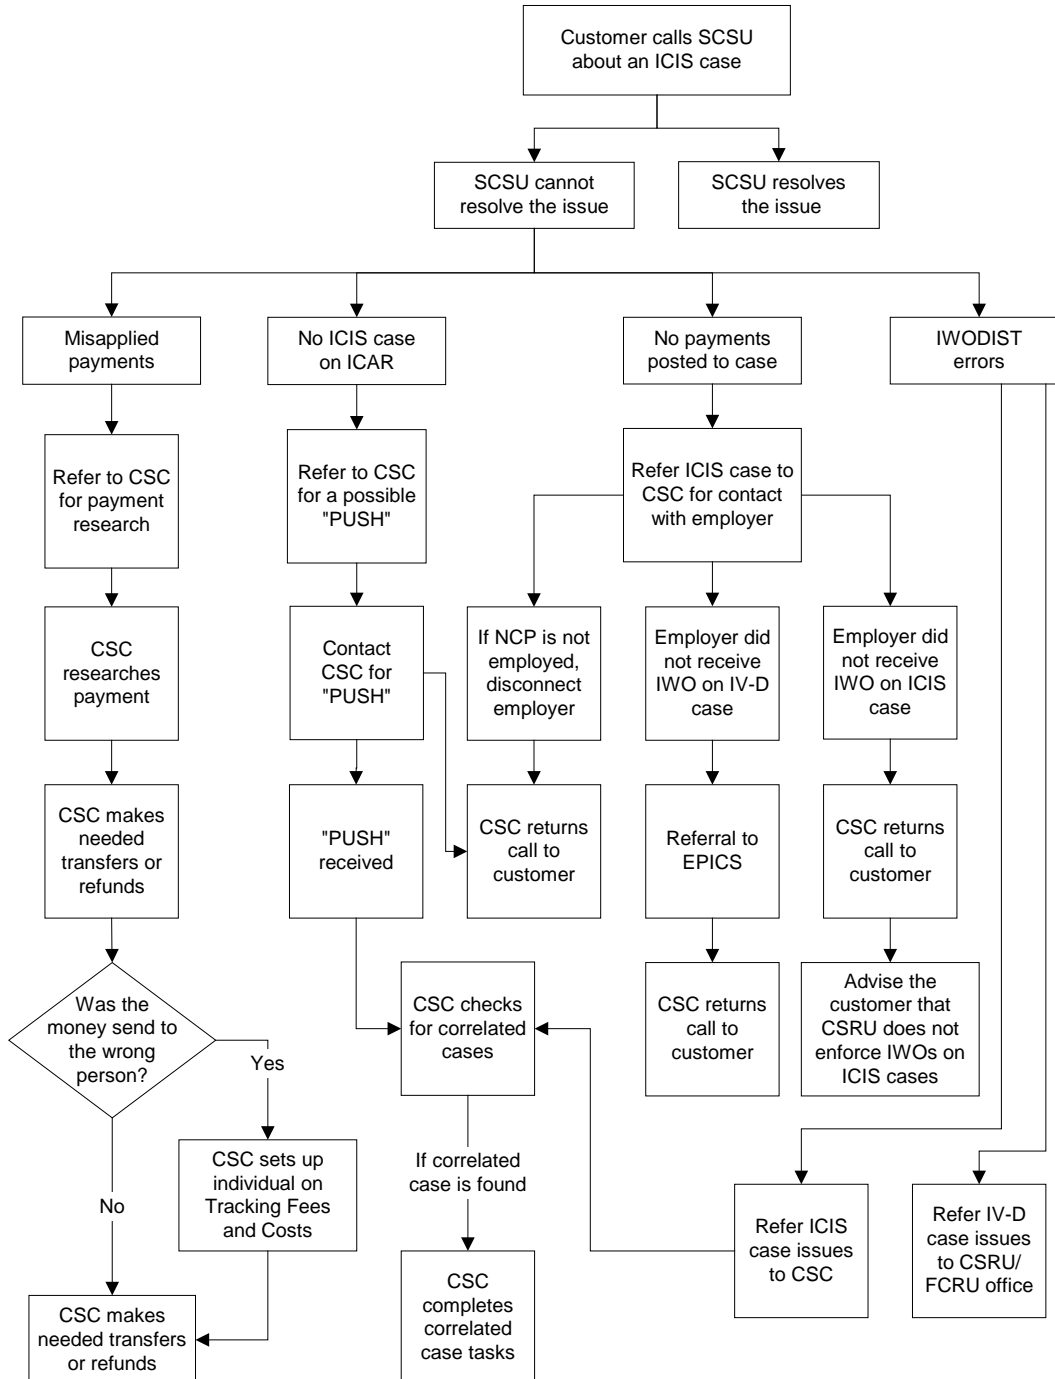 Customer calls SCSU
about an ICIS case
SCSU cannot
resolve the issue
SCSU resolves
the issue
Misapplied
payments
No ICIS case
on ICAR
No payments
posted to case
IWODIST
errors
Refer to CSC
for payment
research
Refer to CSC
for a possible
"PUSH"
Refer ICIS case to
CSC for contact
with employer
CSC
researches
payment
Contact
CSC for
"PUSH"
If NCP is not
employed,
disconnect
employer
Employer did
not receive
IWO on IV-D
case
Employer did
not receive
IWO on ICIS
case
CSC makes
needed
transfers or
refunds
"PUSH"
received
CSC returns
call to
customer
Referral to
EPICS
CSC returns
call to
customer
Was the
money send to
the wrong
person?
Yes
No
CSC checks
for correlated
cases
CSC returns
call to
customer
Advise the
customer that
CSRU does not
enforce IWOs on
ICIS cases
CSC sets up
individual on
Tracking Fees
and Costs
If correlated
case is found
Refer ICIS
case issues
to CSC
Refer IV-D
case issues
to CSRU/
FCRU office
CSC makes
needed transfers
or refunds
CSC
completes
correlated
case tasks